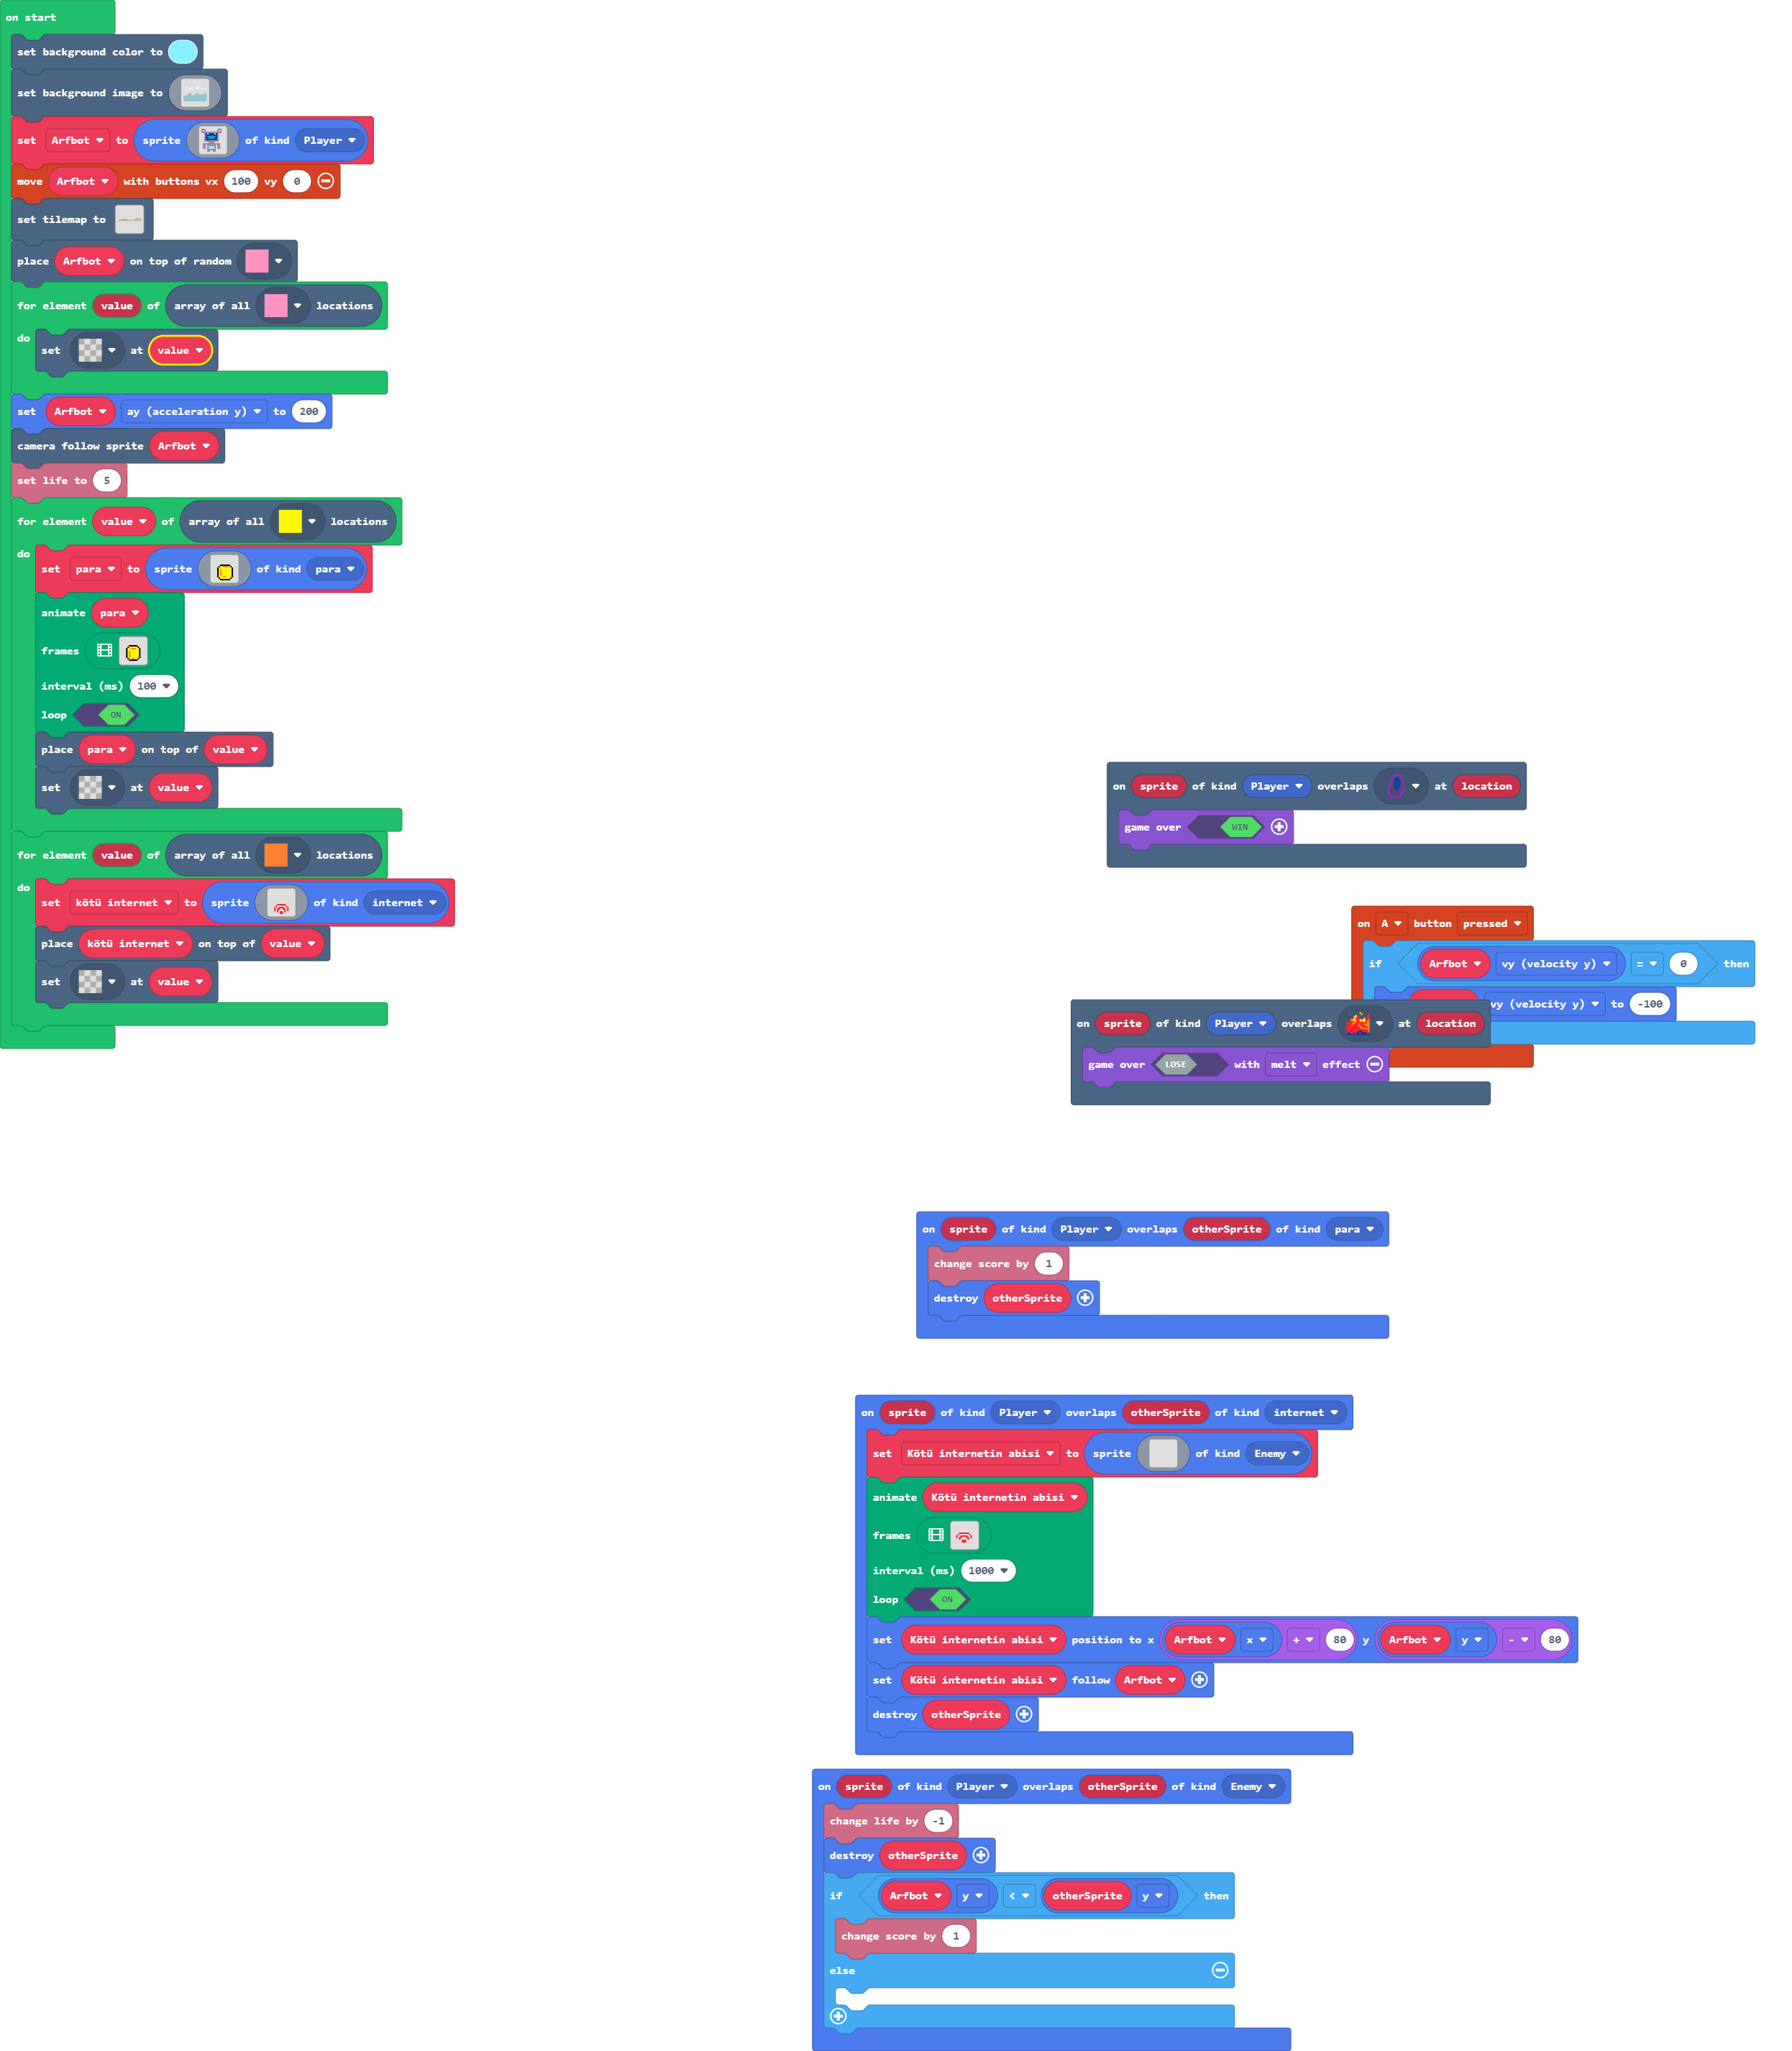 on start
set background color to
set background image to
set Arfbot to sprite of kind Player
move Arfbot with buttons vx 100 vy 0
set tilemap to
place Arfbot on top of random
for element value of array of all locations
do
set at value
set Arfbot ay (acceleration y) to 200
camera follow sprite Arfbot
set life to 5
for element value of array of all locations
do
set para to sprite of kind para
animate para
frames
interval (ms) 100
loop ON
place para on top of value
set at value
for element value of array of all locations
do
set kötü internet to sprite of kind internet
place kötü internet on top of value
set at value
on sprite of kind Player overlaps at location
game over WIN
on A button pressed
if Arfbot vy (velocity y) = 0 then
vy (velocity y) to -100
on sprite of kind Player overlaps at location
game over LOSE with melt effect
on sprite of kind Player overlaps otherSprite of kind para
change score by 1
destroy otherSprite
on sprite of kind Player overlaps otherSprite of kind internet
set Kötü internetin abisi to sprite of kind Enemy
animate Kötü internetin abisi
frames
interval (ms) 1000
loop ON
set Kötü internetin abisi position to x Arfbot x + 80 y Arfbot y - 80
set Kötü internetin abisi follow Arfbot
destroy otherSprite
on sprite of kind Player overlaps otherSprite of kind Enemy
change life by -1
destroy otherSprite
if Arfbot y < otherSprite y then
change score by 1
else